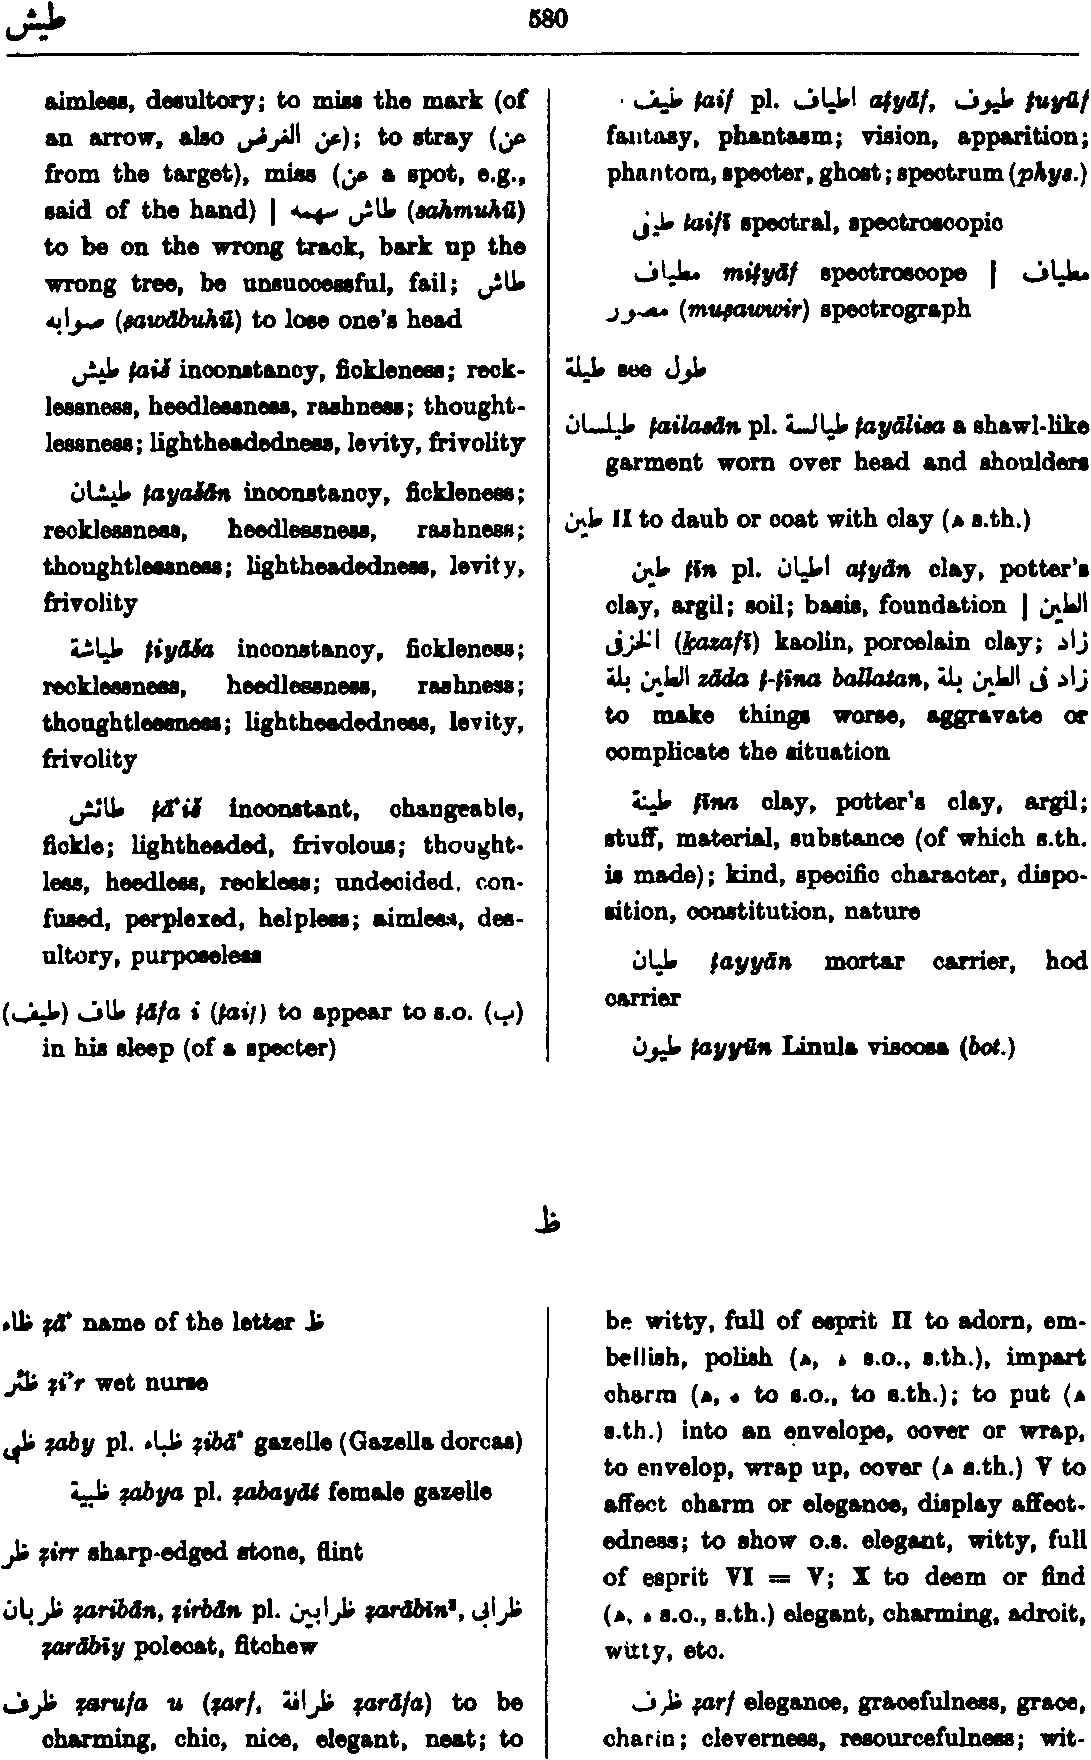 طيش
580
aimless, desultory; to miss the mark (of
an arrow, also عن الغرض); to stray (عن
from the target), miss (عن a spot, e.g.,
said of the hand) | طاش سهمه (sahmuhū)
to be on the wrong track, bark up the
wrong tree, be unsuccessful, fail; طاش
صوابه (ṣawābuhū) to lose one's head
طيش ṭaiš inconstancy, fickleness; reck-
lessness, heedlessness, rashness; thought-
lessness; lightheadedness, levity, frivolity
طيشان ṭayašān inconstancy, fickleness;
recklessness, heedlessness, rashness;
thoughtlessness; lightheadedness, levity,
frivolity
طياشة ṭiyāša inconstancy, fickleness;
recklessness, heedlessness, rashness;
thoughtlessness; lightheadedness, levity,
frivolity
طائش ṭā'iš inconstant, changeable,
fickle; lightheaded, frivolous; thought-
less, heedless, reckless; undecided, con-
fused, perplexed, helpless; aimless, des-
ultory, purposeless
(طيف) طاف ṭāfa i (ṭaif) to appear to s.o. (ب)
in his sleep (of a specter)
طيف ṭaif pl. اطياف aṭyāf, طيوف ṭuyūf
fantasy, phantasm; vision, apparition;
phantom, specter, ghost; spectrum (phys.)
طيفى ṭaifī spectral, spectroscopic
مطياف miṭyāf spectroscope | مطياف
مصور (muṣawwir) spectrograph
طيلة see طول
طيلسان ṭailasān pl. طيالسة ṭayālisa a shawl-like
garment worn over head and shoulders
طين II to daub or coat with clay (ه s.th.)
طين ṭīn pl. اطيان aṭyān clay, potter's
clay, argil; soil; basis, foundation | الطين
الخزفى (ḵazafī) kaolin, porcelain clay; زاد
الطين بلة zāda ṭ-ṭīna ballatan, زاد فى الطين بلة
to make things worse, aggravate or
complicate the situation
طينة ṭīna clay, potter's clay, argil;
stuff, material, substance (of which s.th.
is made); kind, specific character, dispo-
sition, constitution, nature
طيان ṭayyān mortar carrier, hod
carrier
طيون ṭayyūn Linula viscosa (bot.)
ظ
ظاء ẓā' name of the letter ظ
ظئر ẓi'r wet nurse
ظبى ẓaby pl. ظباء ẓibā' gazelle (Gazella dorcas)
ظبية ẓabya pl. ẓabayāt female gazelle
ظر ẓirr sharp-edged stone, flint
ظربان ẓaribān, ẓirbān pl. ظرابين ẓarābīn², ظرابى
ẓarābīy polecat, fitchew
ظرف ẓarufa u (ẓarf, ظرافة ẓarāfa) to be
charming, chic, nice, elegant, neat; to
be witty, full of esprit II to adorn, em-
bellish, polish (ه, ه s.o., s.th.), impart
charm (ه, ه to s.o., to s.th.); to put (ه
s.th.) into an envelope, cover or wrap,
to envelop, wrap up, cover (ه s.th.) V to
affect charm or elegance, display affect-
edness; to show o.s. elegant, witty, full
of esprit VI = V; X to deem or find
(ه, ه s.o., s.th.) elegant, charming, adroit,
witty, etc.
ظرف ẓarf elegance, gracefulness, grace,
charm; cleverness, resourcefulness; wit-